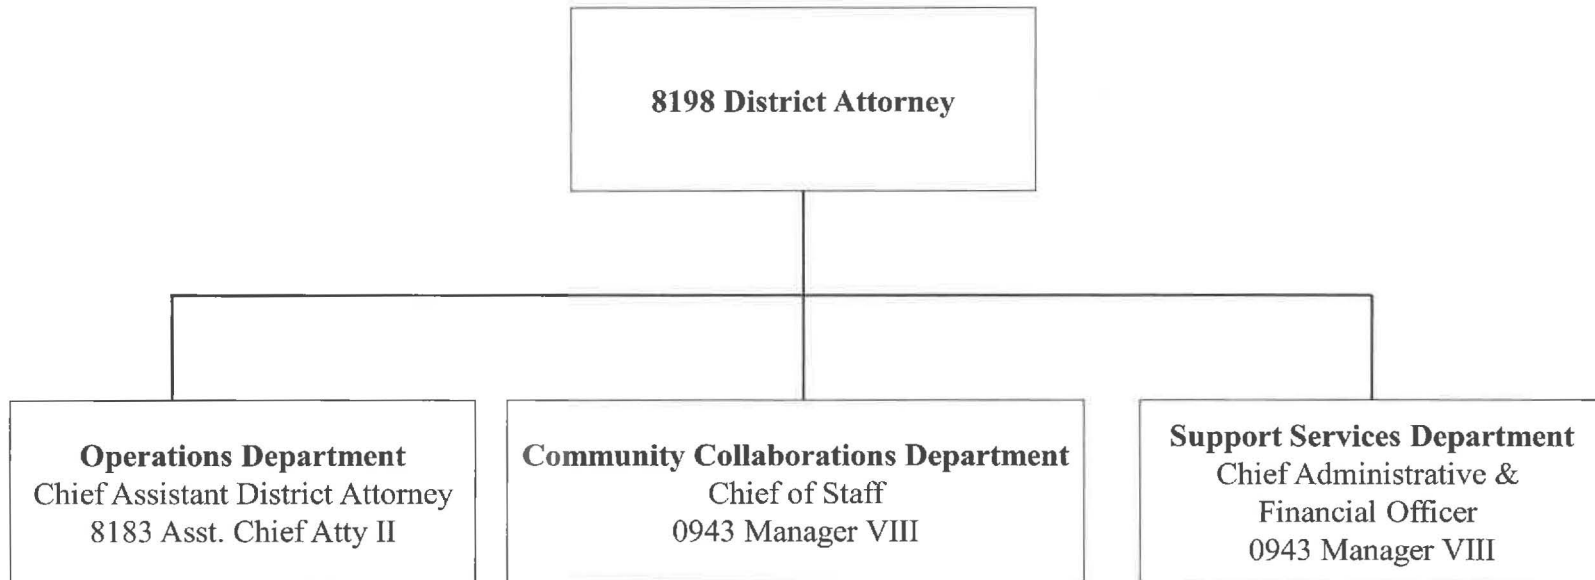 8198 District Attorney
Operations Department
Chief Assistant District Attorney
8183 Asst. Chief Atty II
Community Collaborations Department
Chief of Staff
0943 Manager VIII
Support Services Department
Chief Administrative &
Financial Officer
0943 Manager VIII